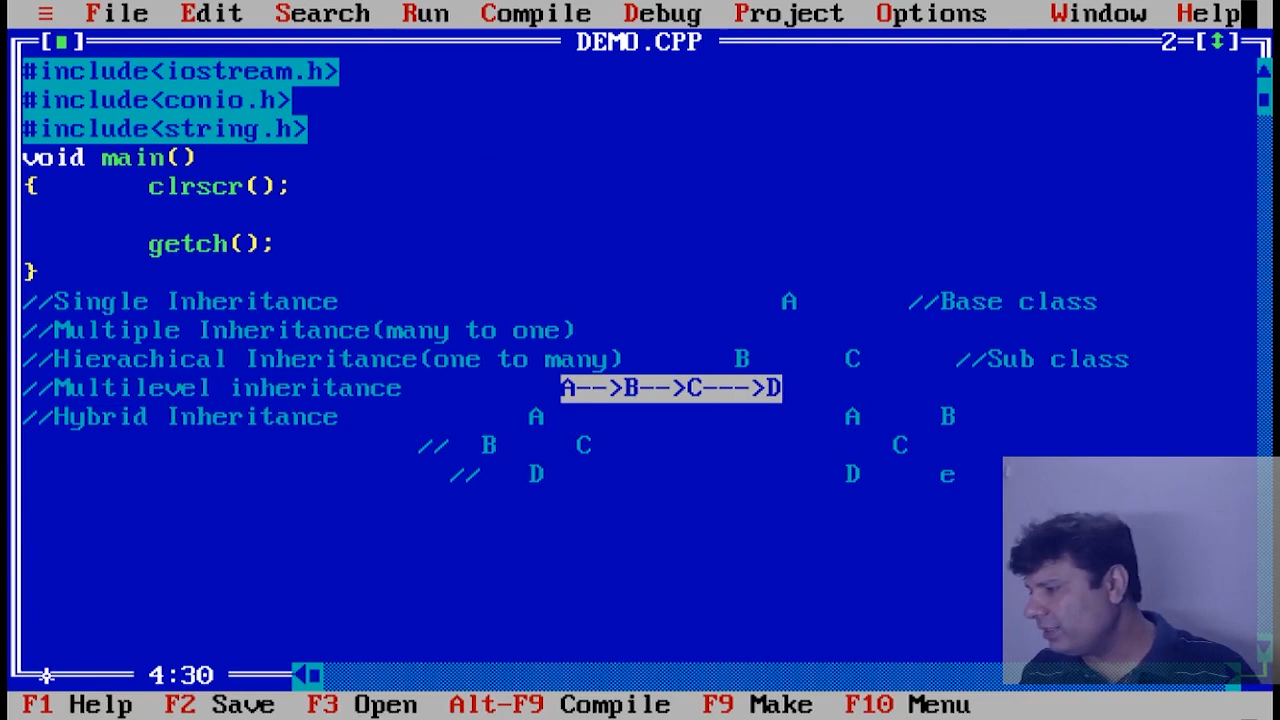 ≡ File Edit Search Run Compile Debug Project Options Window Help
[■] DEMO.CPP 2=[↕]
#include<iostream.h>
#include<conio.h>
#include<string.h>
void main()
{ clrscr();
getch();
}
//Single Inheritance A //Base class
//Multiple Inheritance(many to one)
//Hierachical Inheritance(one to many) B C //Sub class
//Multilevel inheritance A-->B-->C--->D
//Hybrid Inheritance A A B
// B C C
// D D e
4:30
F1 Help F2 Save F3 Open Alt-F9 Compile F9 Make F10 Menu